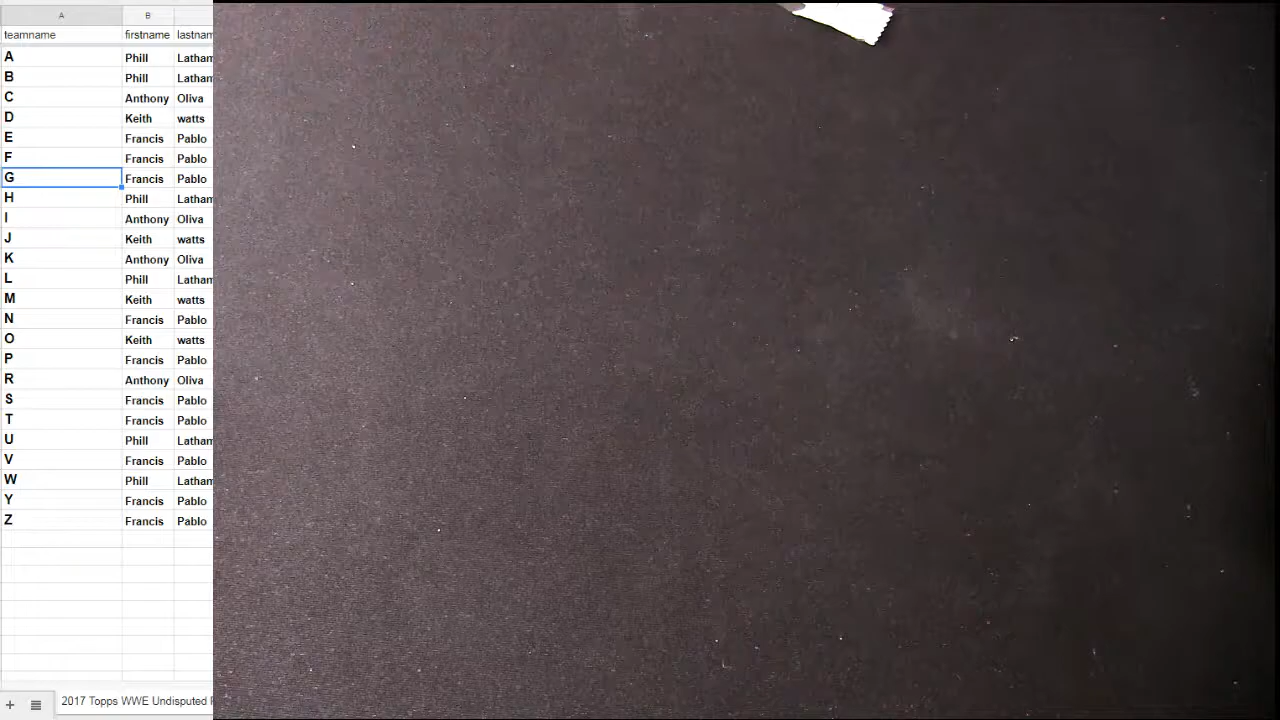 A B
teamname firstname lastnam
A Phill Latham
B Phill Latham
C Anthony Oliva
D Keith watts
E Francis Pablo
F Francis Pablo
G Francis Pablo
H Phill Latham
I Anthony Oliva
J Keith watts
K Anthony Oliva
L Phill Latham
M Keith watts
N Francis Pablo
O Keith watts
P Francis Pablo
R Anthony Oliva
S Francis Pablo
T Francis Pablo
U Phill Latham
V Francis Pablo
W Phill Latham
Y Francis Pablo
Z Francis Pablo
2017 Topps WWE Undisputed